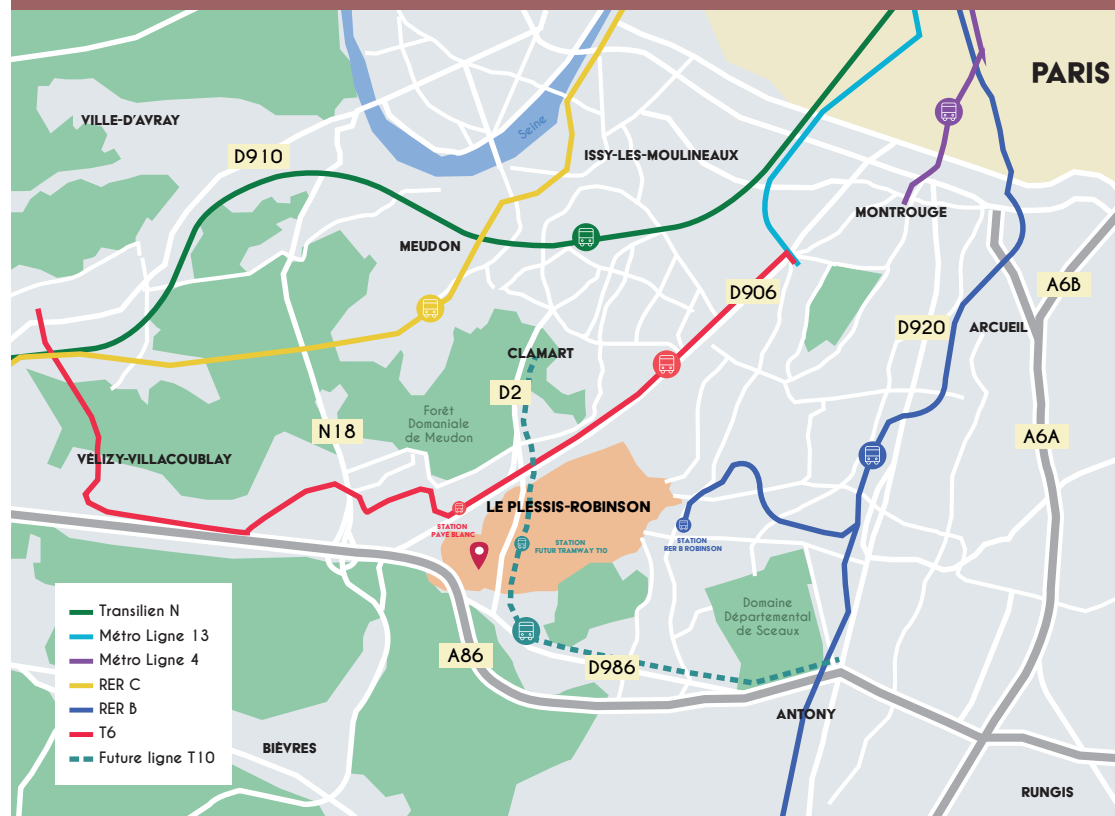 PARIS
VILLE-D'AVRAY
Seine
D910
ISSY-LES-MOULINEAUX
MONTROUGE
MEUDON
A6B
D906
D920
ARCUEIL
CLAMART
D2
Forêt
Domaniale
de Meudon
N18
A6A
VÉLIZY-VILLACOUBLAY
LE PLESSIS-ROBINSON
STATION
PAVÉ BLANC
STATION
FUTUR TRAMWAY T10
STATION
RER B ROBINSON
Domaine
Départemental
de Sceaux
A86
D986
ANTONY
BIÈVRES
RUNGIS
Transilien N
Métro Ligne 13
Métro Ligne 4
RER C
RER B
T6
Future ligne T10